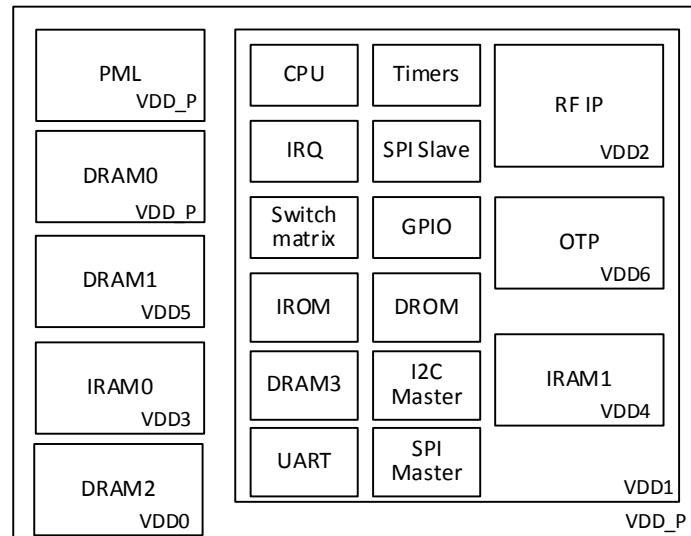 PML
VDD_P
DRAM0
VDD_P
DRAM1
VDD5
IRAM0
VDD3
DRAM2
VDD0
CPU
Timers
IRQ
SPI Slave
Switch
matrix
GPIO
IROM
DROM
DRAM3
I2C
Master
UART
SPI
Master
RF IP
VDD2
OTP
VDD6
IRAM1
VDD4
VDD1
VDD_P